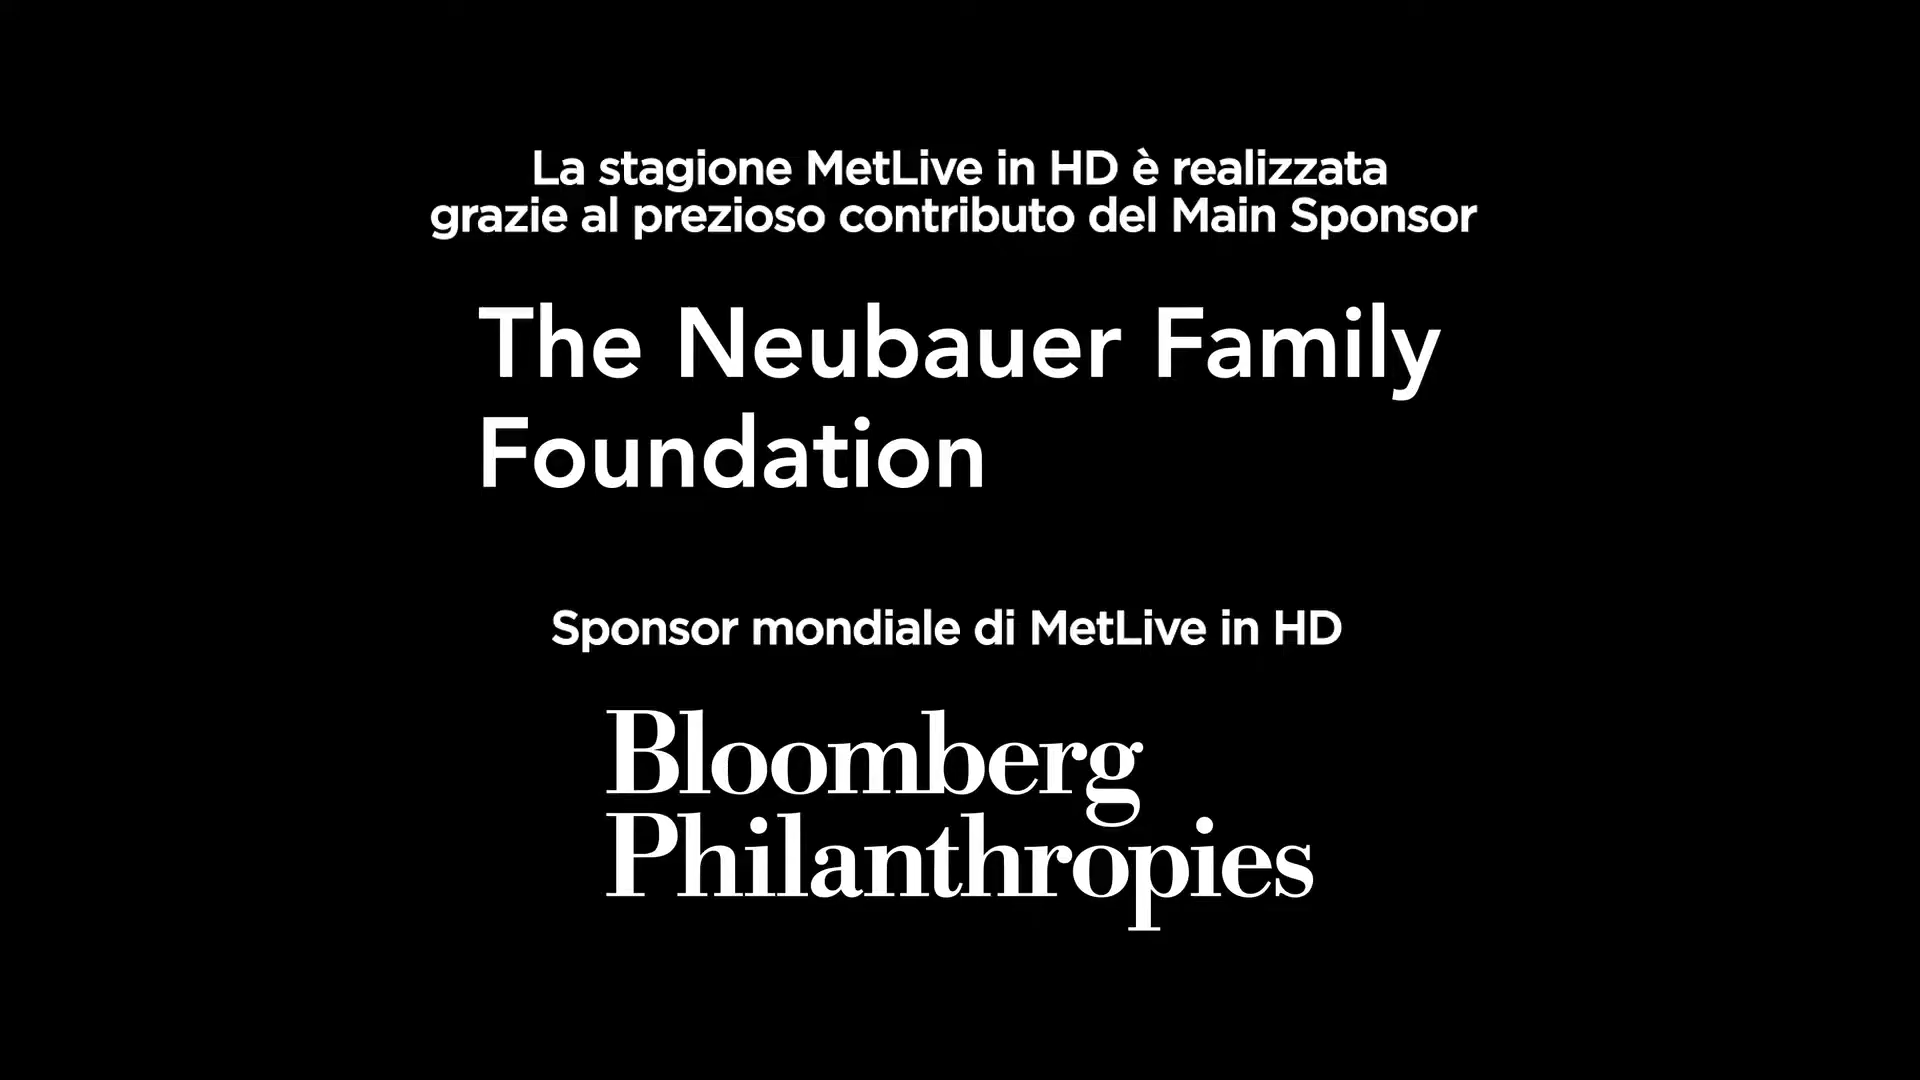 La stagione MetLive in HD è realizzata
grazie al prezioso contributo del Main Sponsor
The Neubauer Family
Foundation
Sponsor mondiale di MetLive in HD
Bloomberg
Philanthropies